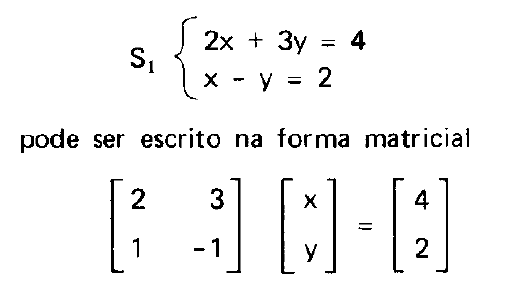 S₁ { 2x + 3y = 4
x - y = 2
pode ser escrito na forma matricial
[2 3] [x] = [4]
[1 -1] [y] [2]